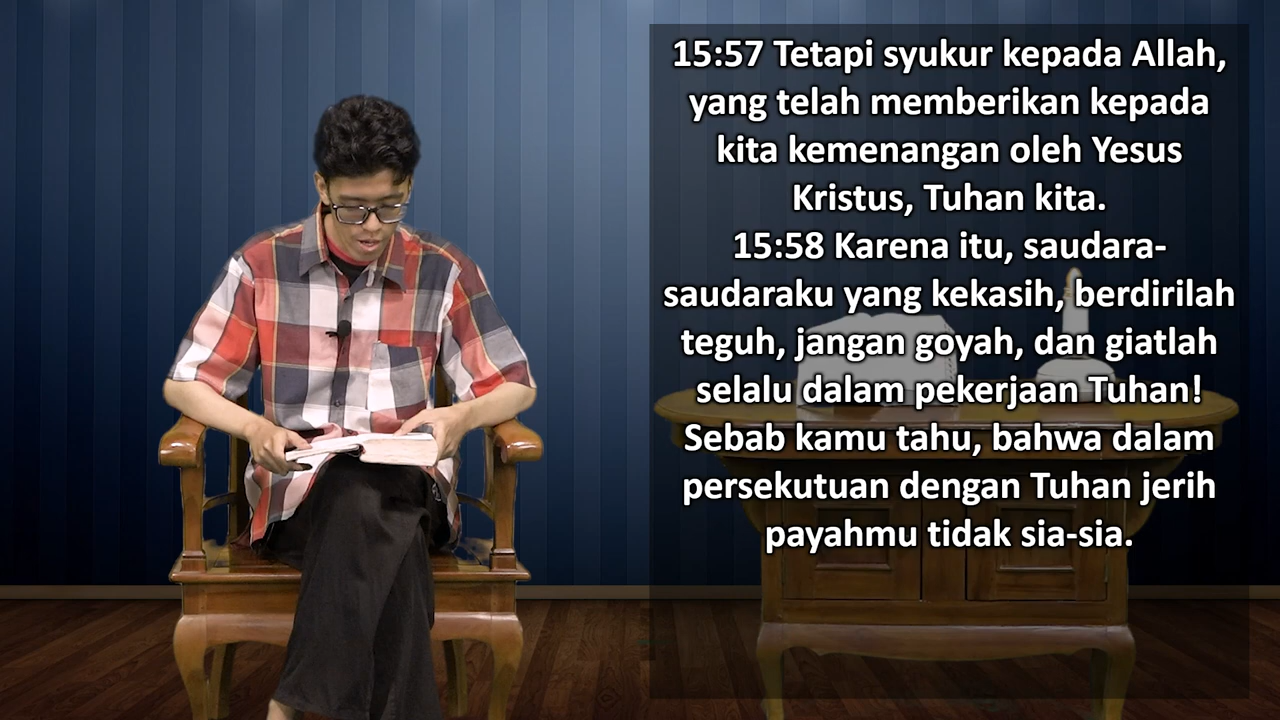 15:57 Tetapi syukur kepada Allah,
yang telah memberikan kepada
kita kemenangan oleh Yesus
Kristus, Tuhan kita.
15:58 Karena itu, saudara-
saudaraku yang kekasih, berdirilah
teguh, jangan goyah, dan giatlah
selalu dalam pekerjaan Tuhan!
Sebab kamu tahu, bahwa dalam
persekutuan dengan Tuhan jerih
payahmu tidak sia-sia.